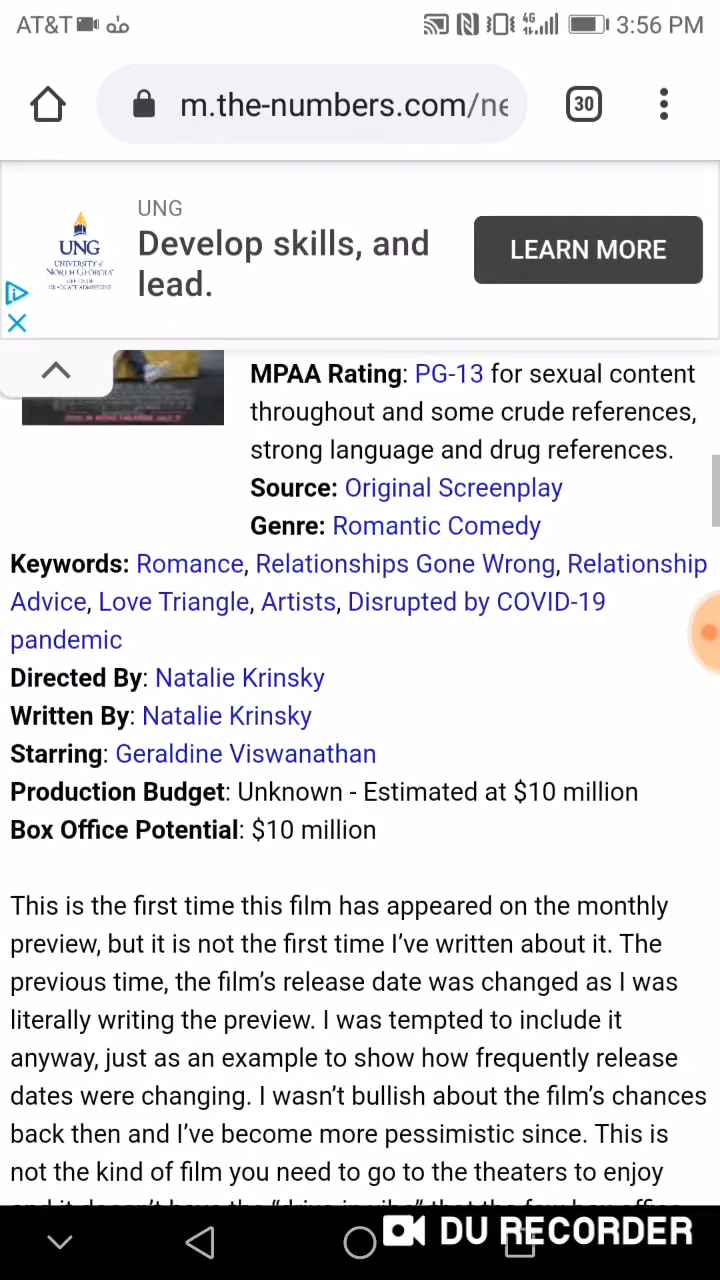 AT&T 4G 3:56 PM
m.the-numbers.com/ne 30
UNG
Develop skills, and
lead.
LEARN MORE
UNG
UNIVERSITY of
NORTH GEORGIA
MPAA Rating: PG-13 for sexual content
throughout and some crude references,
strong language and drug references.
Source: Original Screenplay
Genre: Romantic Comedy
Keywords: Romance, Relationships Gone Wrong, Relationship
Advice, Love Triangle, Artists, Disrupted by COVID-19
pandemic
Directed By: Natalie Krinsky
Written By: Natalie Krinsky
Starring: Geraldine Viswanathan
Production Budget: Unknown - Estimated at $10 million
Box Office Potential: $10 million
This is the first time this film has appeared on the monthly
preview, but it is not the first time I've written about it. The
previous time, the film's release date was changed as I was
literally writing the preview. I was tempted to include it
anyway, just as an example to show how frequently release
dates were changing. I wasn't bullish about the film's chances
back then and I've become more pessimistic since. This is
not the kind of film you need to go to the theaters to enjoy
DU RECORDER